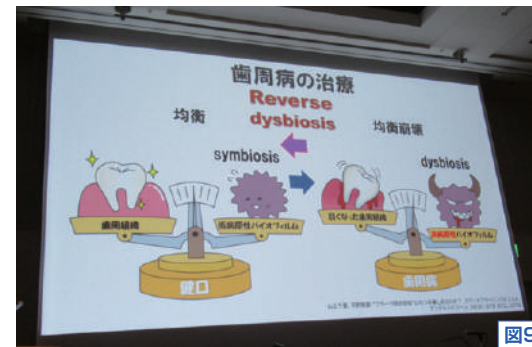 歯周病の治療
Reverse
dysbiosis
均衡
均衡崩壊
symbiosis
dysbiosis
歯周組織
低病原性バイオフィルム
弱くなった歯周組織
高病原性バイオフィルム
健口
歯周病
図9